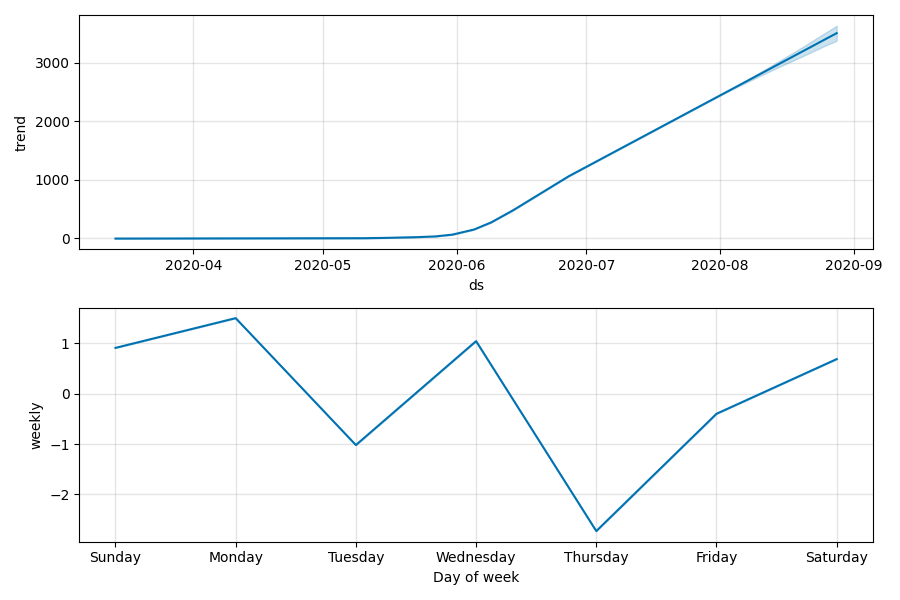 3000
2000
1000
0
trend
2020-04 2020-05 2020-06 2020-07 2020-08 2020-09
ds
1
0
−1
−2
weekly
Sunday Monday Tuesday Wednesday Thursday Friday Saturday
Day of week